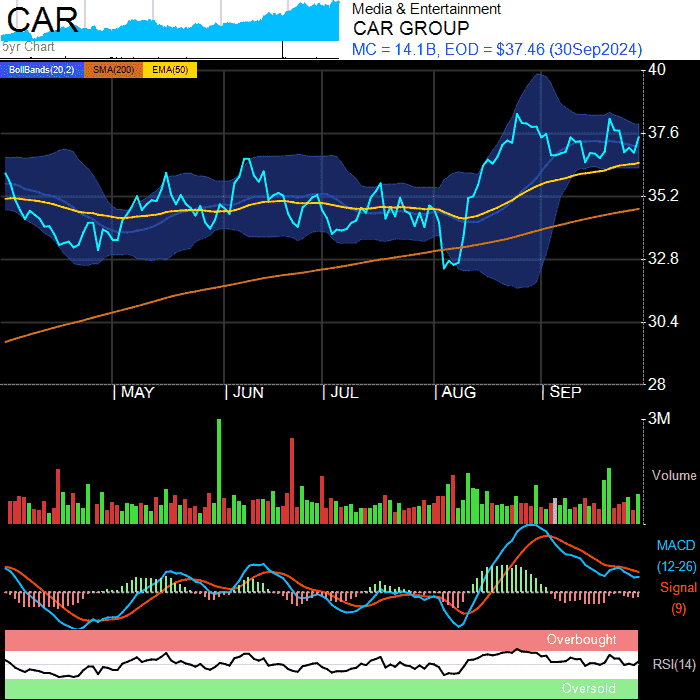 CAR
5yr Chart
Media & Entertainment
CAR GROUP
MC = 14.1B, EOD = $37.46 (30Sep2024)
BollBands(20,2) SMA(200) EMA(50)
40
37.6
35.2
32.8
30.4
28
MAY JUN JUL AUG SEP
3M
Volume
MACD
(12-26)
Signal
(9)
Overbought
RSI(14)
Oversold